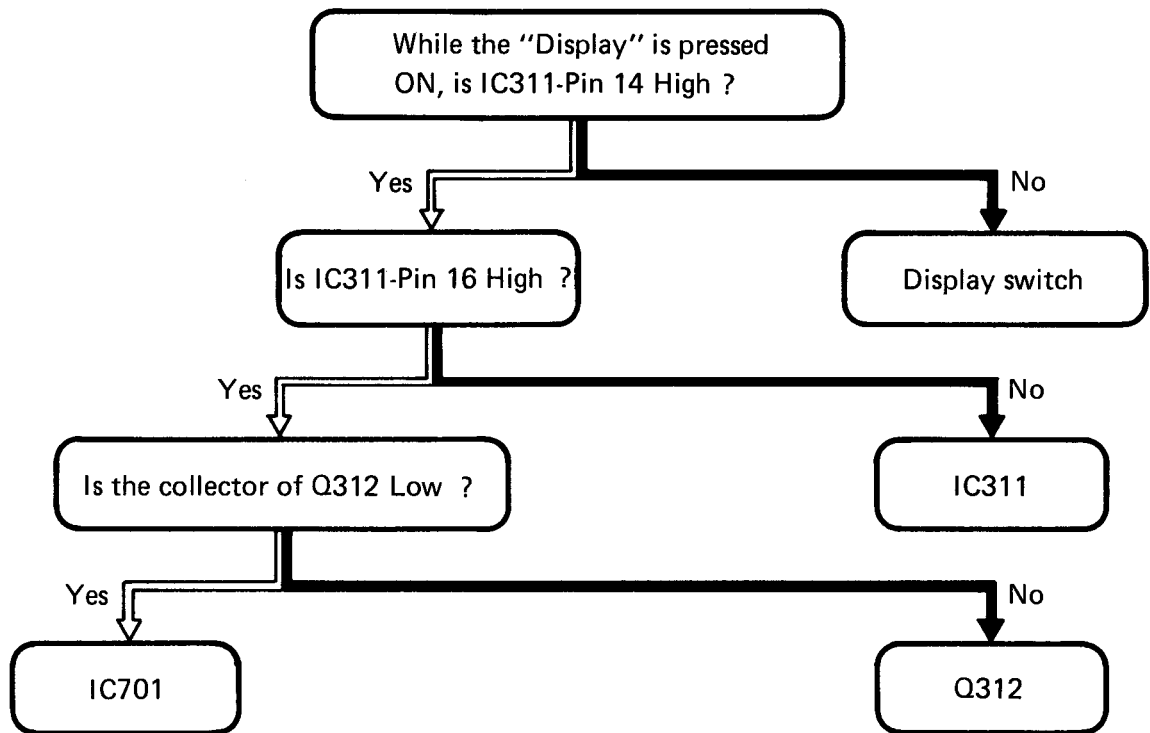 While the "Display" is pressed
ON, is IC311-Pin 14 High ?
Yes
No
Is IC311-Pin 16 High ?
Display switch
Yes
No
Is the collector of Q312 Low ?
IC311
Yes
No
IC701
Q312